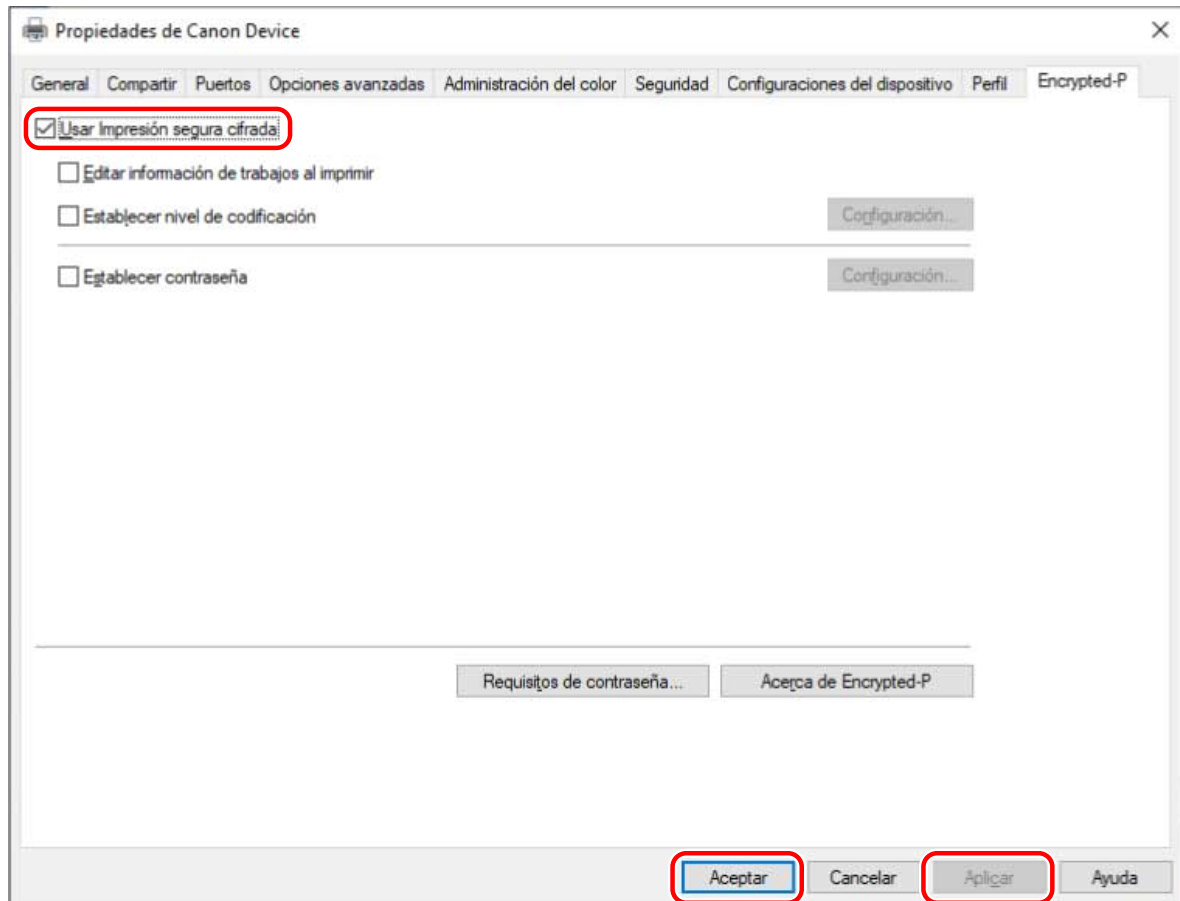 Propiedades de Canon Device
General Compartir Puertos Opciones avanzadas Administración del color Seguridad Configuraciones del dispositivo Perfil Encrypted-P
Usar Impresión segura cifrada
Editar información de trabajos al imprimir
Establecer nivel de codificación Configuración...
Establecer contraseña Configuración...
Requisitos de contraseña... Acerca de Encrypted-P
Aceptar Cancelar Aplicar Ayuda